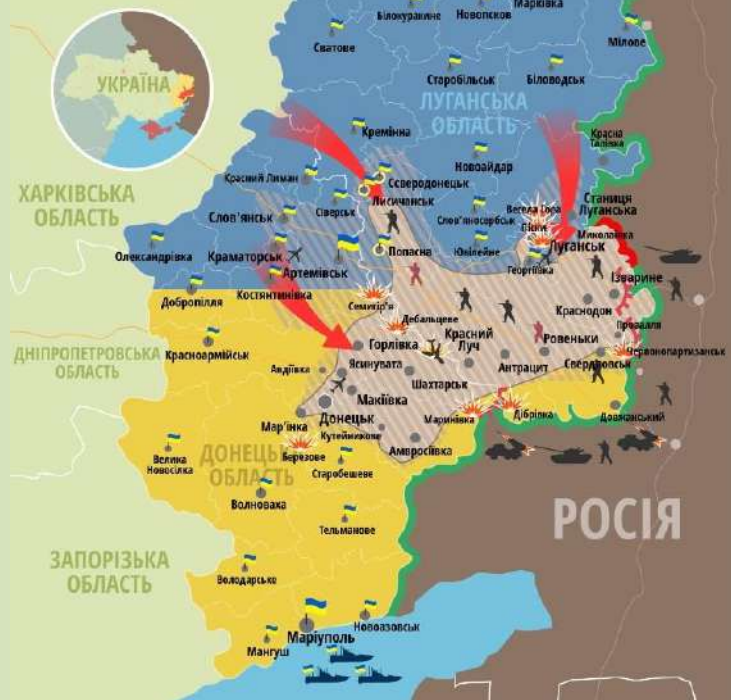 Білокуракине
Новопсков
Марківка
Сватове
Мілове
УКРАЇНА
Старобільськ
Біловодськ
ЛУГАНСЬКА
ОБЛАСТЬ
Кремінна
Красна
Талівка
Новоайдар
Красний Лиман
Сєверодонецьк
ХАРКІВСЬКА
ОБЛАСТЬ
Лисичанськ
Станиця
Луганська
Слов'янськ
Сіверськ
Слов'яносербськ
Весела Гора
Піски
Миколаївка
Олександрівка
Краматорськ
Попасна
Ювілейне
Луганськ
Артемівськ
Георгіївка
Ізварине
Добропілля
Костянтинівка
Семигір'я
Краснодон
Дебальцеве
Провалля
Красноармійськ
Горлівка
Красний
Луч
Ровеньки
Червонопартизанськ
ДНІПРОПЕТРОВСЬКА
ОБЛАСТЬ
Авдіївка
Ясинувата
Антрацит
Свердловськ
Шахтарськ
Макіївка
Донецьк
Маринівка
Дібрівка
Довжанський
Мар'їнка
Кутейникове
Амвросіївка
Велика
Новосілка
ДОНЕЦЬКА
ОБЛАСТЬ
Березове
Старобешеве
Волноваха
РОСІЯ
Тельманове
ЗАПОРІЗЬКА
ОБЛАСТЬ
Володарське
Маріуполь
Новоазовськ
Мангуш